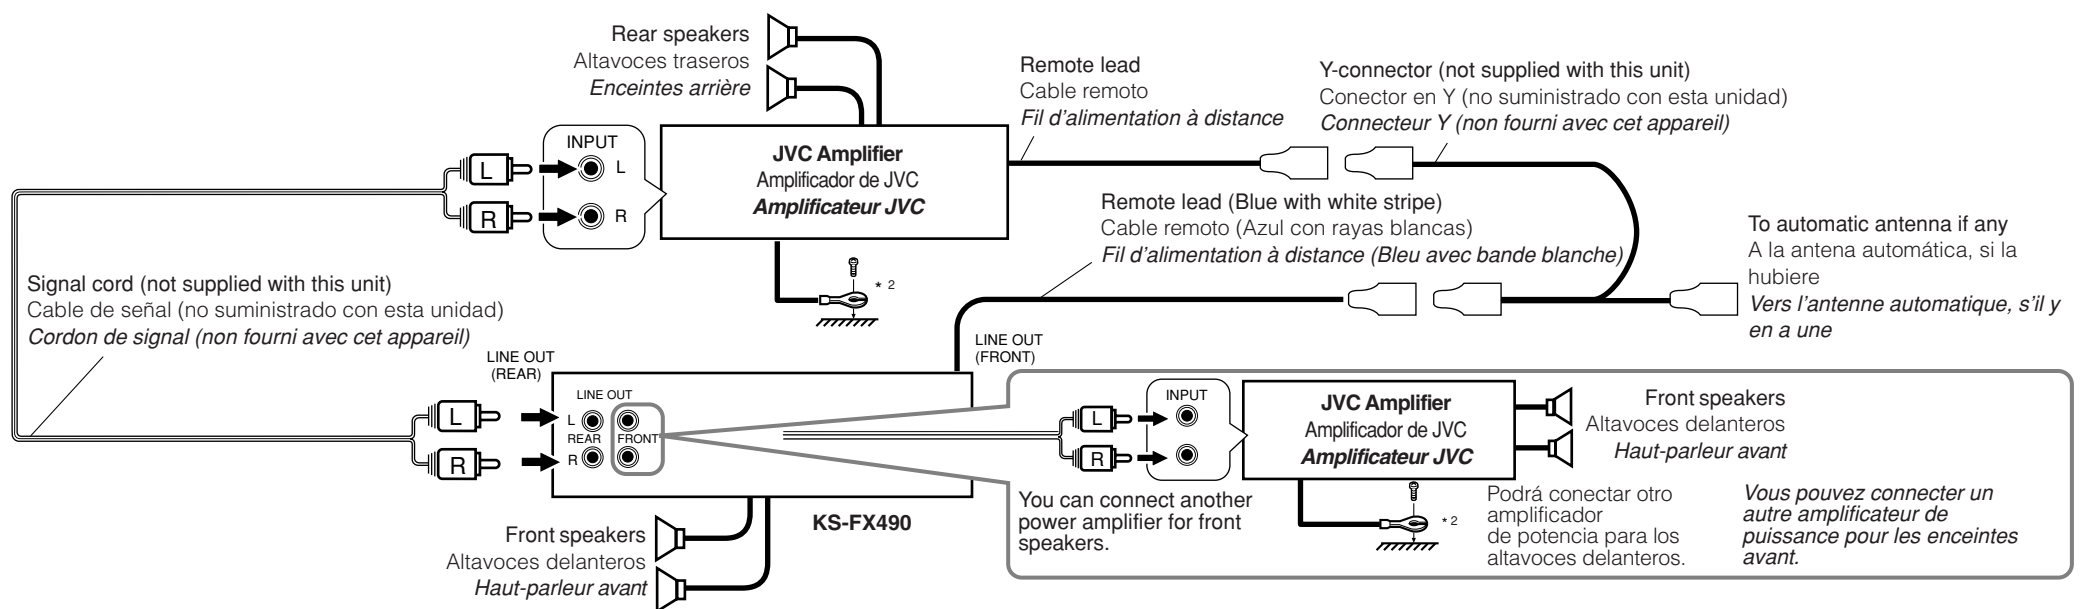 Rear speakers
Altavoces traseros
Enceintes arrière
INPUT
L
L
R
R
JVC Amplifier
Amplificador de JVC
Amplificateur JVC
* 2
Remote lead
Cable remoto
Fil d'alimentation à distance
Y-connector (not supplied with this unit)
Conector en Y (no suministrado con esta unidad)
Connecteur Y (non fourni avec cet appareil)
Remote lead (Blue with white stripe)
Cable remoto (Azul con rayas blancas)
Fil d'alimentation à distance (Bleu avec bande blanche)
To automatic antenna if any
A la antena automática, si la
hubiere
Vers l'antenne automatique, s'il y
en a une
Signal cord (not supplied with this unit)
Cable de señal (no suministrado con esta unidad)
Cordon de signal (non fourni avec cet appareil)
LINE OUT
(REAR)
LINE OUT
(FRONT)
L
R
LINE OUT
L
REAR
FRONT
R
KS-FX490
Front speakers
Altavoces delanteros
Haut-parleur avant
L
R
INPUT
JVC Amplifier
Amplificador de JVC
Amplificateur JVC
* 2
Front speakers
Altavoces delanteros
Haut-parleur avant
You can connect another
power amplifier for front
speakers.
Podrá conectar otro
amplificador
de potencia para los
altavoces delanteros.
Vous pouvez connecter un
autre amplificateur de
puissance pour les enceintes
avant.